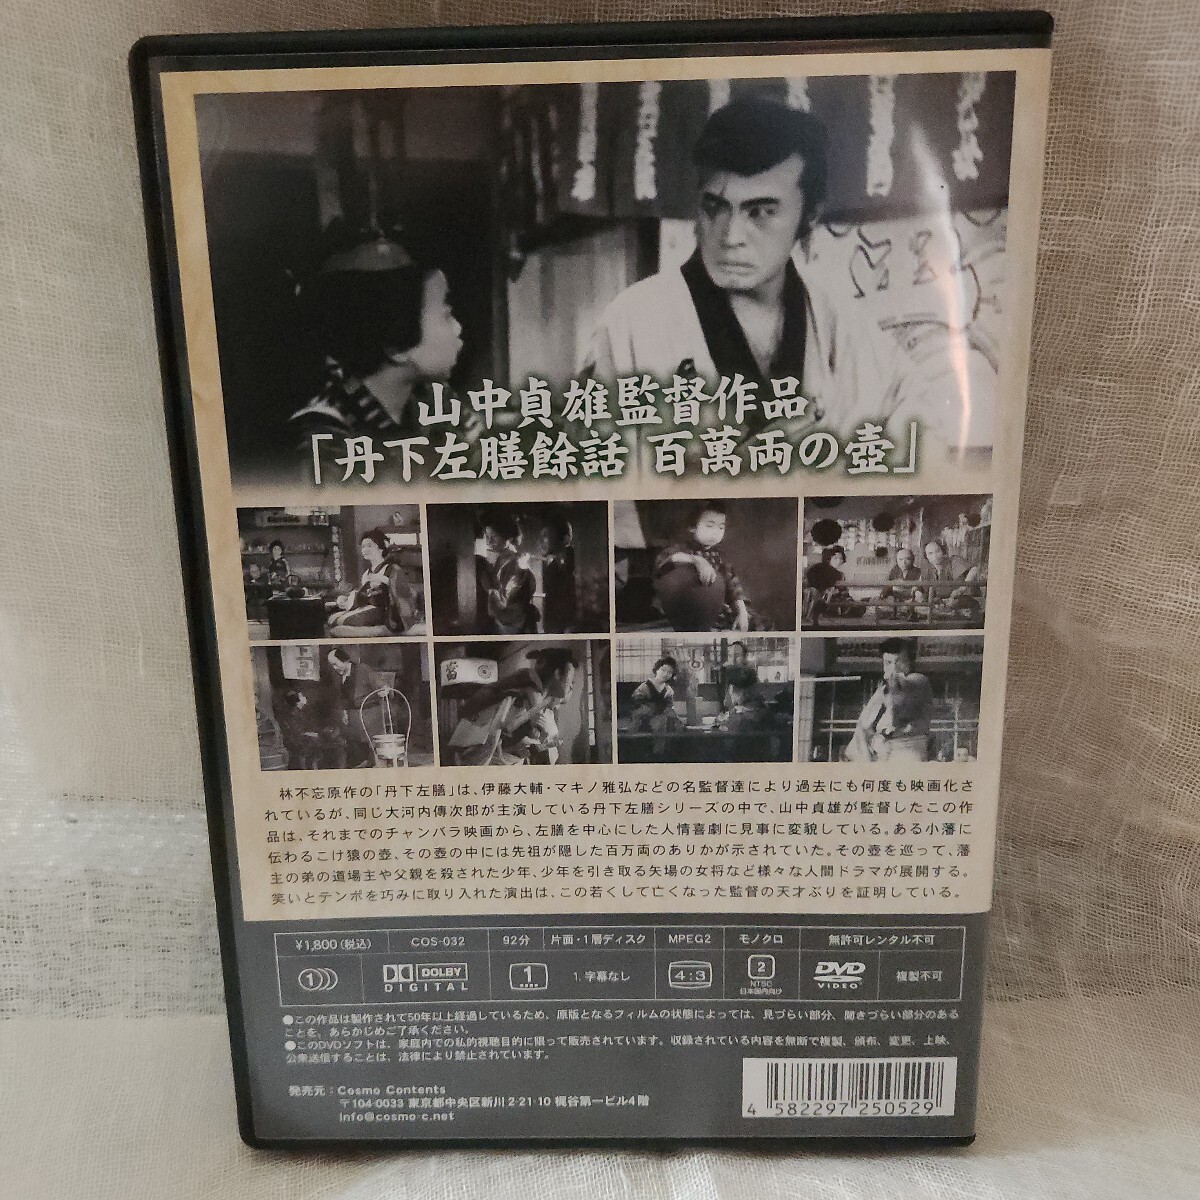 山中貞雄監督作品
「丹下左膳餘話 百萬両の壺」
林不忘原作の「丹下左膳」は、伊藤大輔・マキノ雅弘などの名監督達により過去にも何度も映画化さ
れているが、同じ大河内傳次郎が主演している丹下左膳シリーズの中で、山中貞雄が監督したこの作
品は、それまでのチャンバラ映画から、左膳を中心にした人情喜劇に見事に変貌している。ある小藩に
伝わるこけ猿の壺、その壺の中には先祖が隠した百万両のありかが示されていた。その壺を巡って、藩
主の弟の道場主や父親を殺された少年、少年を引き取る矢場の女将など様々な人間ドラマが展開する。
笑いとテンポを巧みに取り入れた演出は、この若くして亡くなった監督の天才ぶりを証明している。
¥1,800(税込) COS-032 92分 片面・1層ディスク MPEG2 モノクロ 無許可レンタル不可
1 DOLBY DIGITAL 1 1. 字幕なし 4:3 2 NTSC 日本国内向け DVD VIDEO 複製不可
●この作品は製作されて50年以上経過しているため、原版となるフィルムの状態によっては、見づらい部分、聞きづらい部分のある
ことを、あらかじめご了承ください。
●このDVDソフトは、家庭内での私的視聴目的に限って販売されています。収録されている内容を無断で複製、頒布、変更、上映、
公衆送信することは、法律により禁止されています。
発売元：Cosmo Contents
〒104-0033 東京都中央区新川2-21-10 梶谷第一ビル4階
info@cosmo-c.net
4 582297 250529